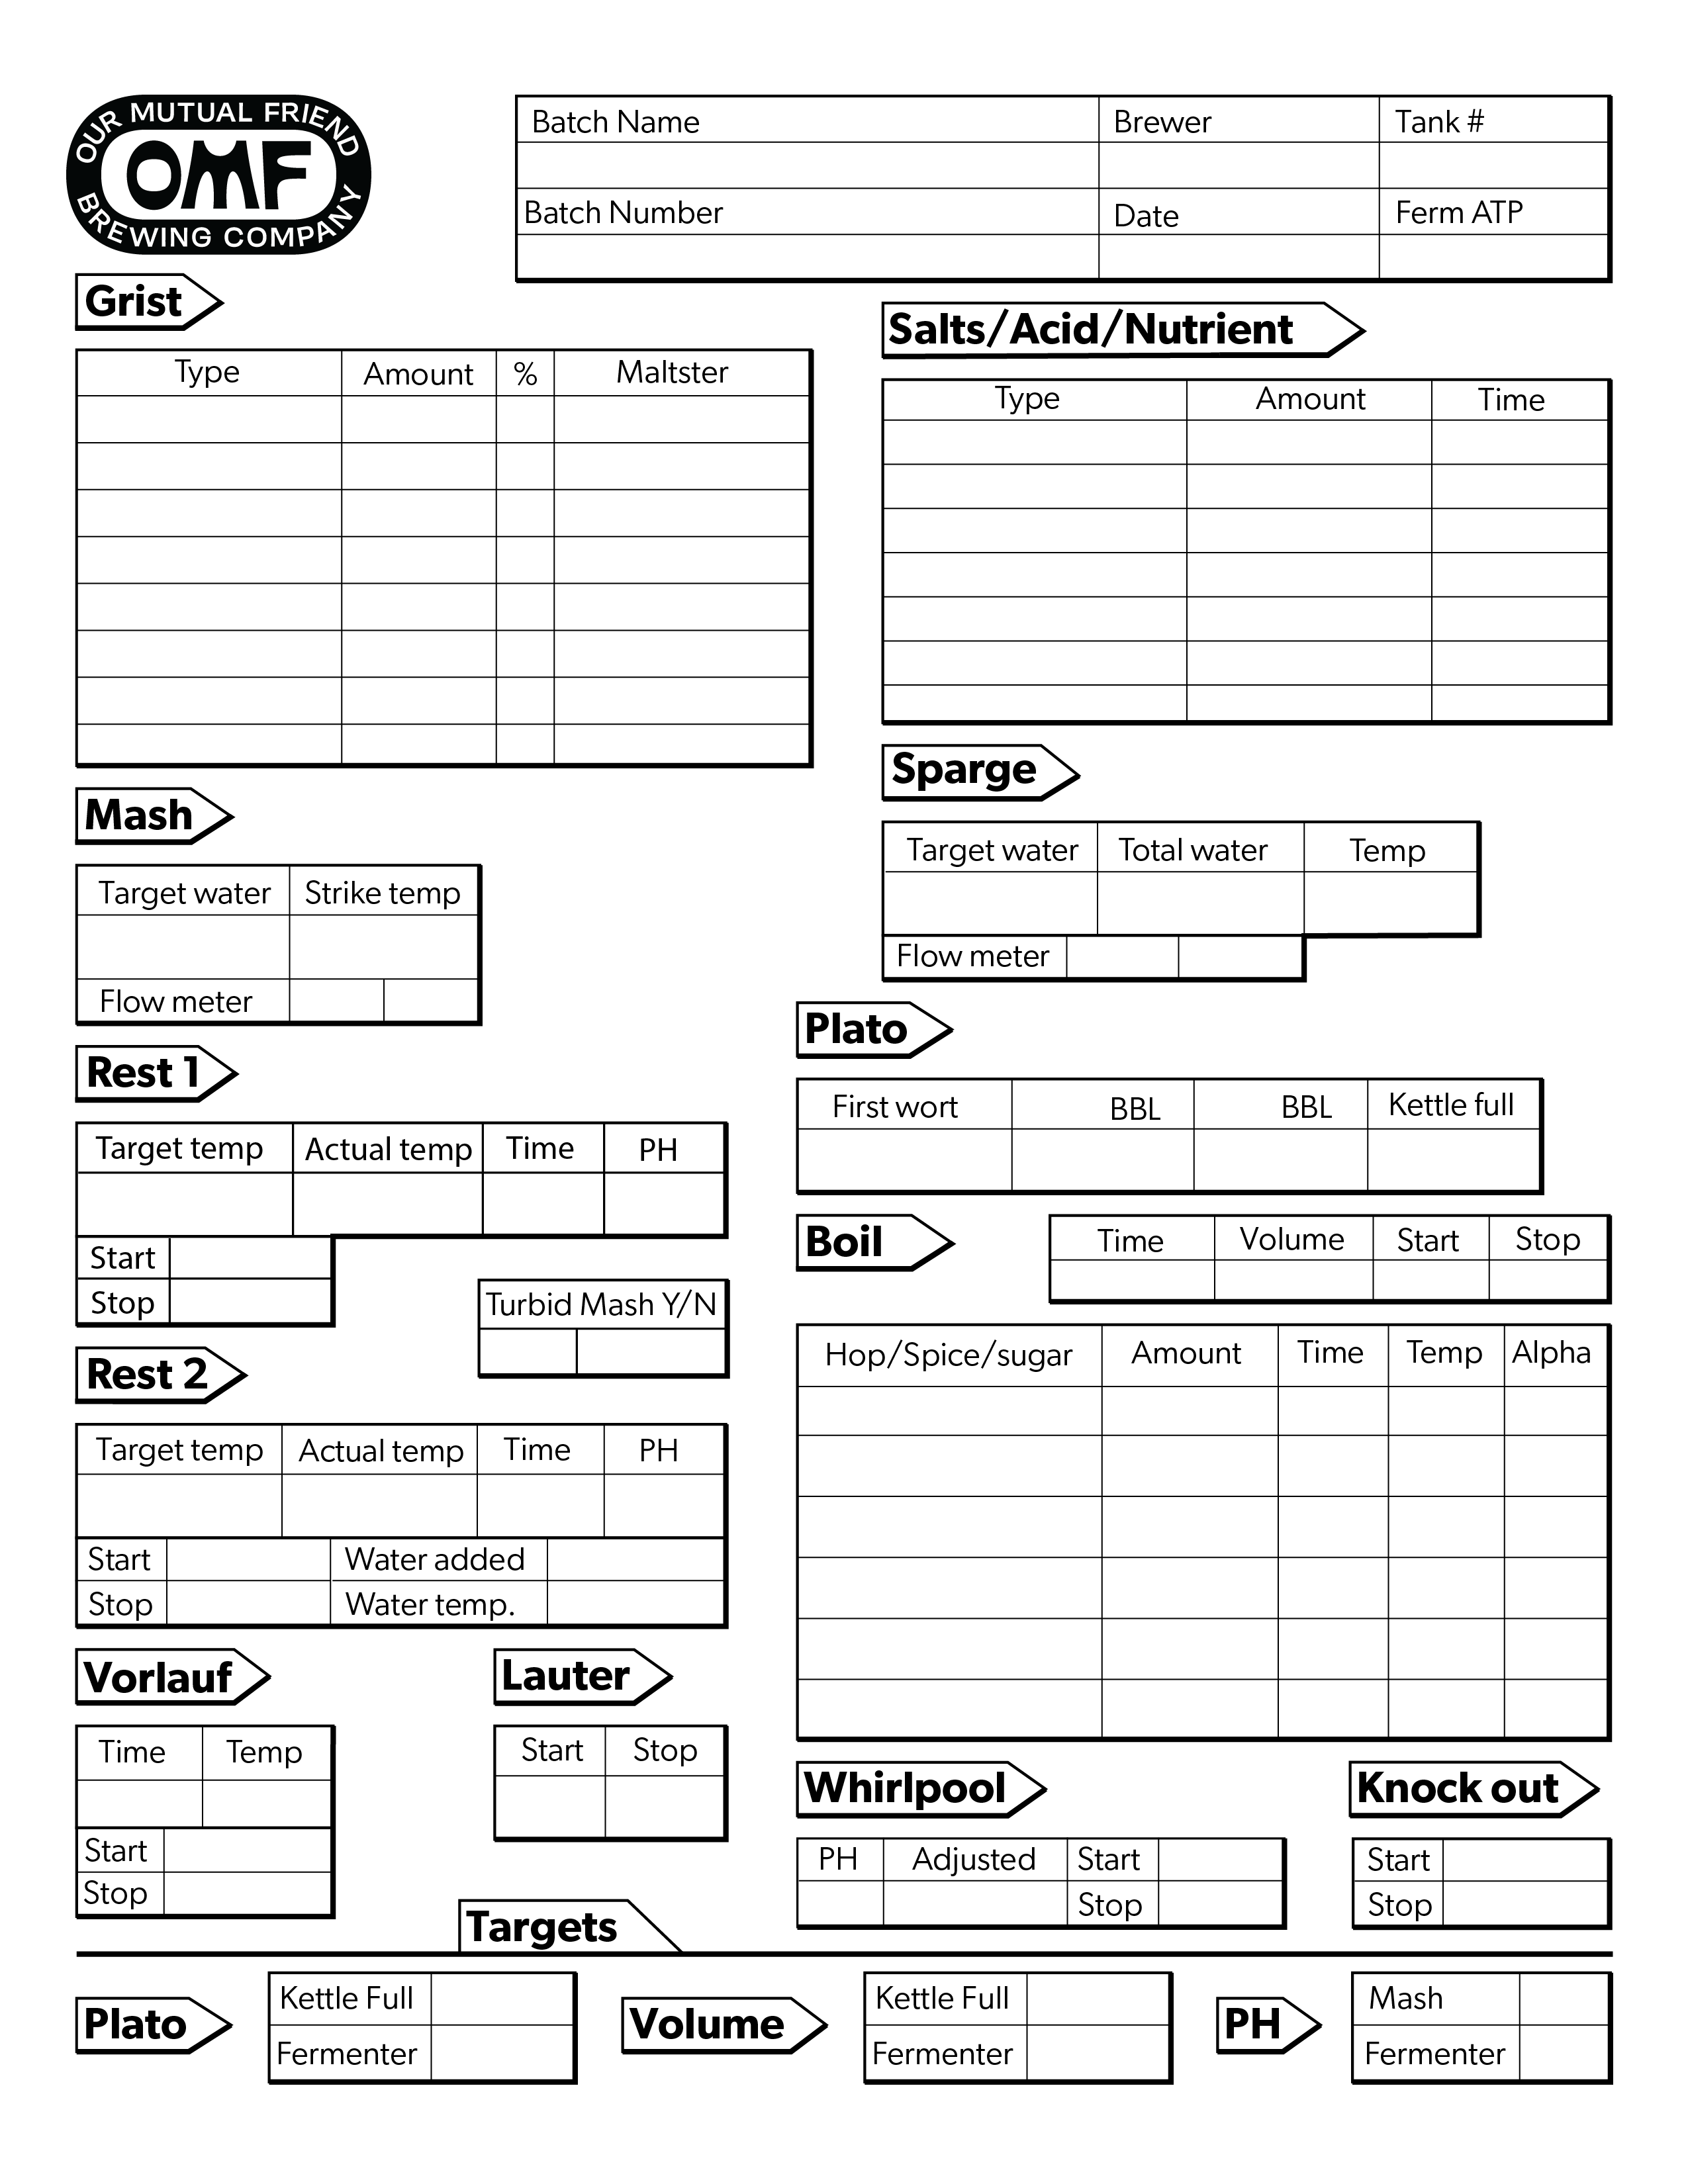 OUR MUTUAL FRIEND
OMF
BREWING COMPANY
Batch Name Brewer Tank #
Batch Number Date Ferm ATP
Grist
Type Amount % Maltster
Salts/Acid/Nutrient
Type Amount Time
Mash
Target water Strike temp
Flow meter
Sparge
Target water Total water Temp
Flow meter
Rest 1
Target temp Actual temp Time PH
Start
Stop
Turbid Mash Y/N
Plato
First wort BBL BBL Kettle full
Boil
Time Volume Start Stop
Hop/Spice/sugar Amount Time Temp Alpha
Rest 2
Target temp Actual temp Time PH
Start Water added
Stop Water temp.
Vorlauf
Time Temp
Start
Stop
Lauter
Start Stop
Whirlpool
PH Adjusted Start
Stop
Knock out
Start
Stop
Targets
Plato
Kettle Full
Fermenter
Volume
Kettle Full
Fermenter
PH
Mash
Fermenter